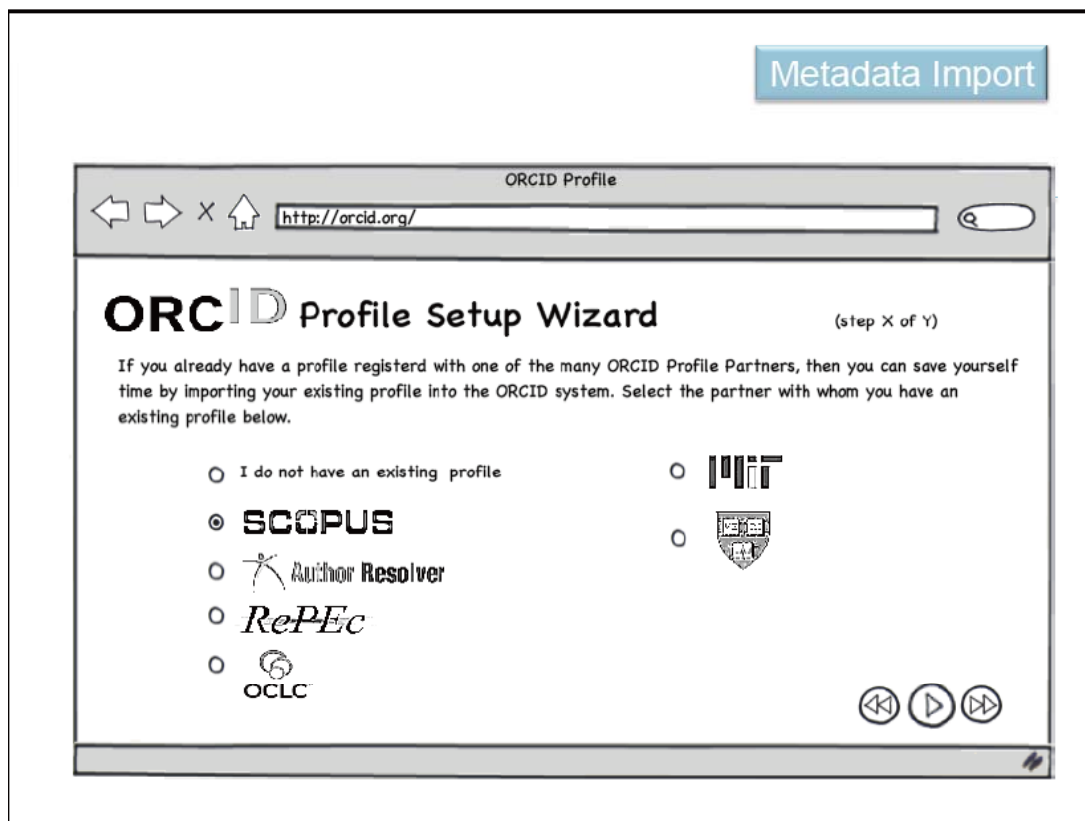 Metadata Import
ORCID Profile
http://orcid.org/
ORCID Profile Setup Wizard (step X of Y)
If you already have a profile registerd with one of the many ORCID Profile Partners, then you can save yourself
time by importing your existing profile into the ORCID system. Select the partner with whom you have an
existing profile below.
I do not have an existing profile
SCOPUS
Author Resolver
RePEc
OCLC
MIT